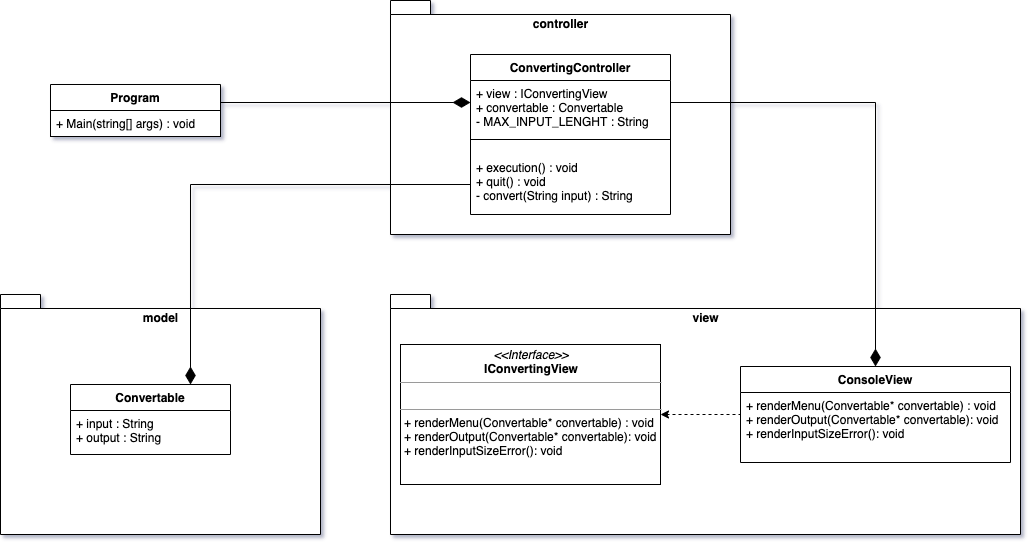 controller
ConvertingController
+ view : IConvertingView
+ convertable : Convertable
- MAX_INPUT_LENGHT : String
+ execution() : void
+ quit() : void
- convert(String input) : String
Program
+ Main(string[] args) : void
model
Convertable
+ input : String
+ output : String
view
<<Interface>>
IConvertingView
+ renderMenu(Convertable* convertable) : void
+ renderOutput(Convertable* convertable): void
+ renderInputSizeError(): void
ConsoleView
+ renderMenu(Convertable* convertable) : void
+ renderOutput(Convertable* convertable): void
+ renderInputSizeError(): void